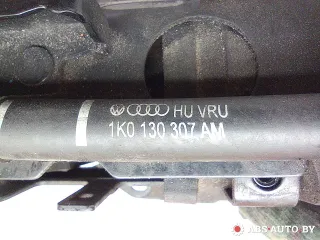 HU VRU
1K0 130 307 AM
ABS AUTO BY